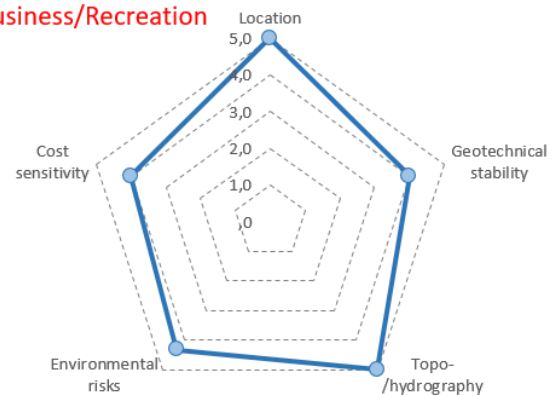 usiness/Recreation
Location
5,0
4,0
3,0
2,0
1,0
,0
Cost
sensitivity
Geotechnical
stability
Environmental
risks
Topo-
/hydrography